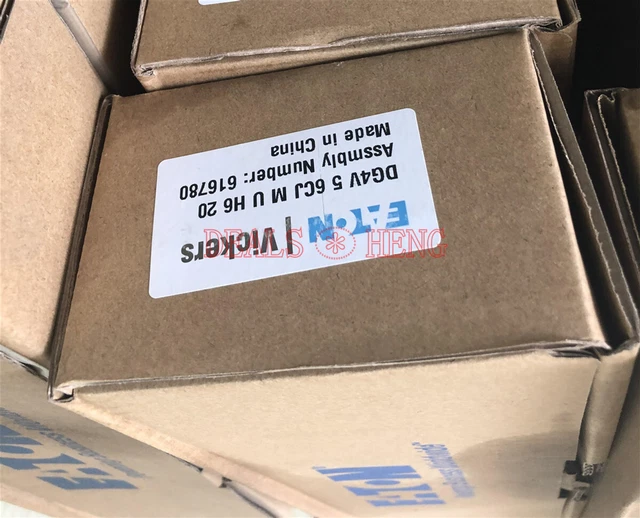 EATON | Vickers
DG4V 5 6CJ M U H6 20
Assmbly Number: 616780
Made in China
DEALS HENG
EATON
EATON